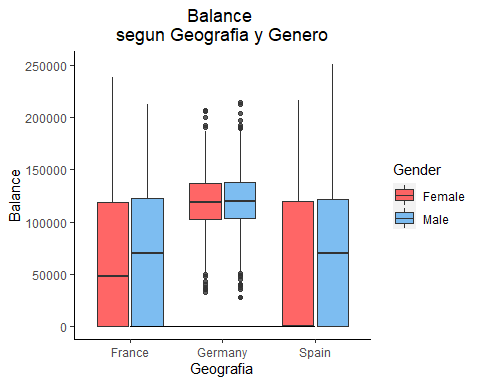 Balance
segun Geografia y Genero
250000
200000
150000
100000
50000
0
Balance
France
Germany
Spain
Geografia
Gender
Female
Male